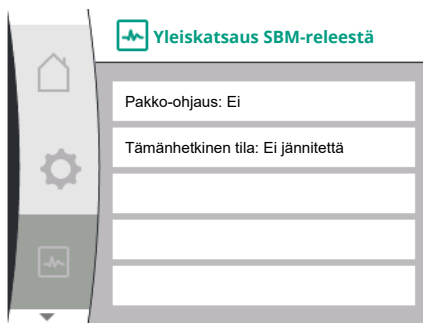 Yleiskatsaus SBM-releestä
Pakko-ohjaus: Ei
Tämänhetkinen tila: Ei jännitettä